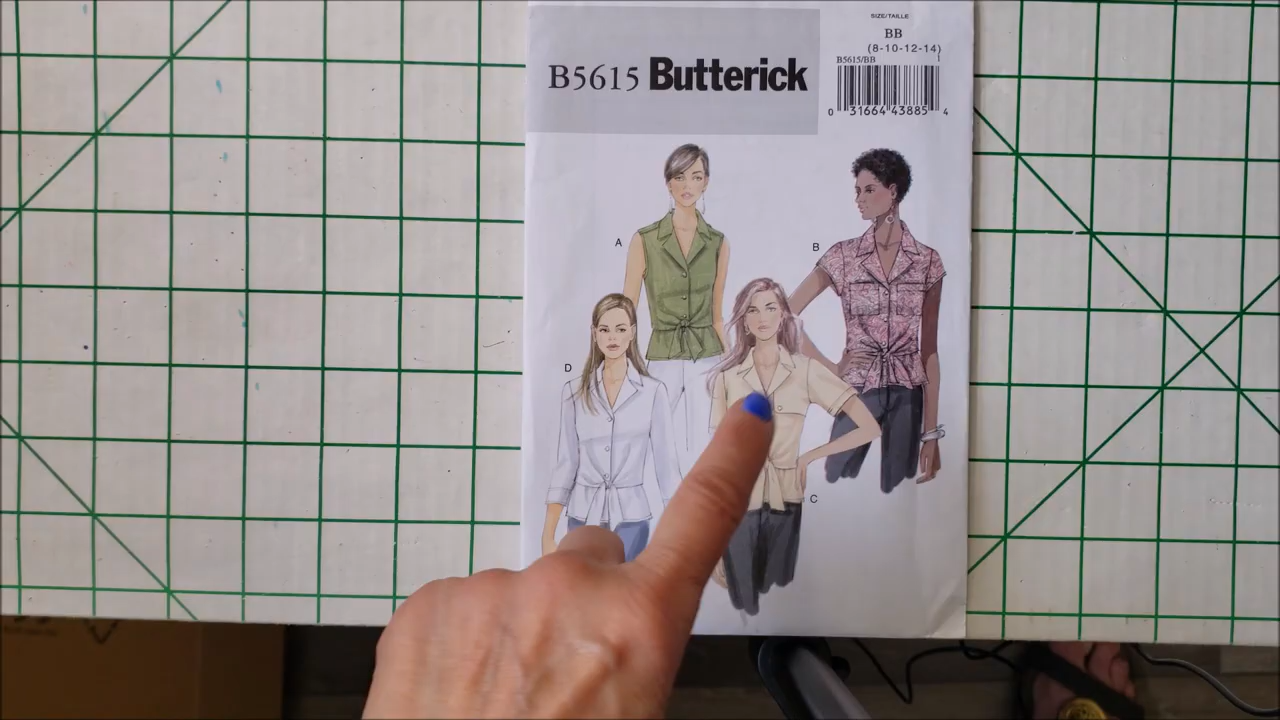 B5615 Butterick
SIZE/TAILLE
BB
(8-10-12-14)
1
B5615/BB
0 31664 43885 4
A
B
D
C